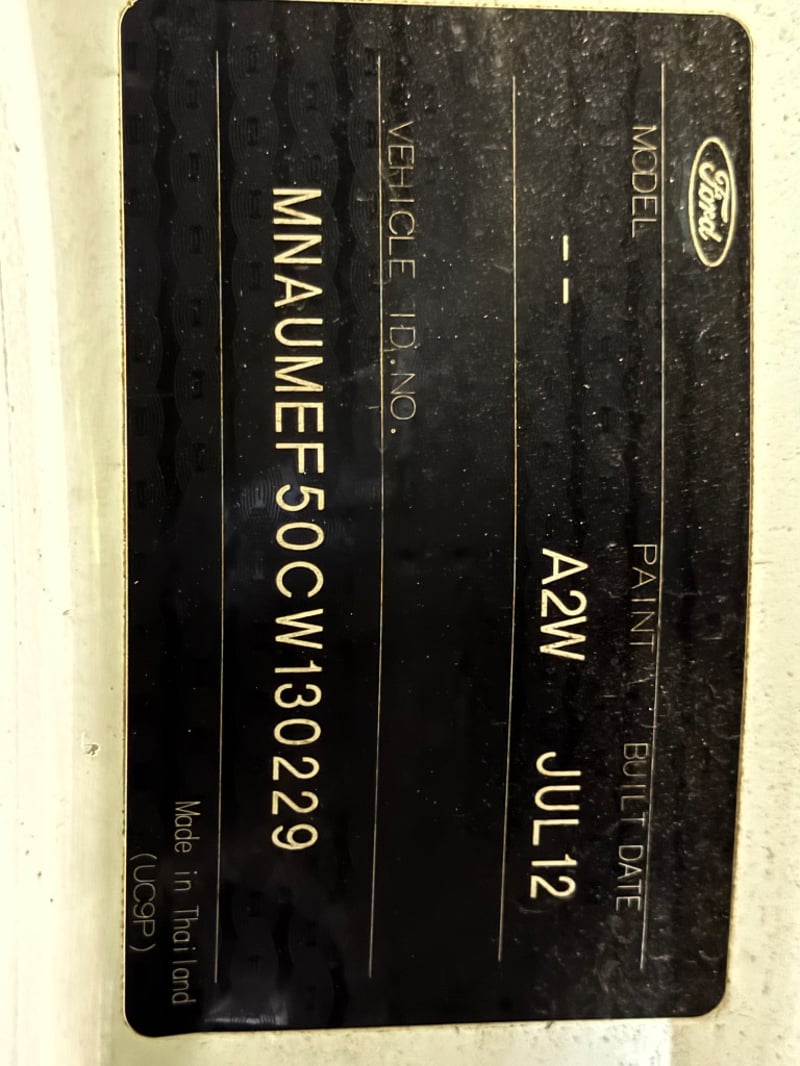 Ford
MODEL PAINT BUILT DATE
-- A2W JUL12
VEHICLE ID.NO.
MNAUMEF50CW130229
Made in Thailand
(UC9P)